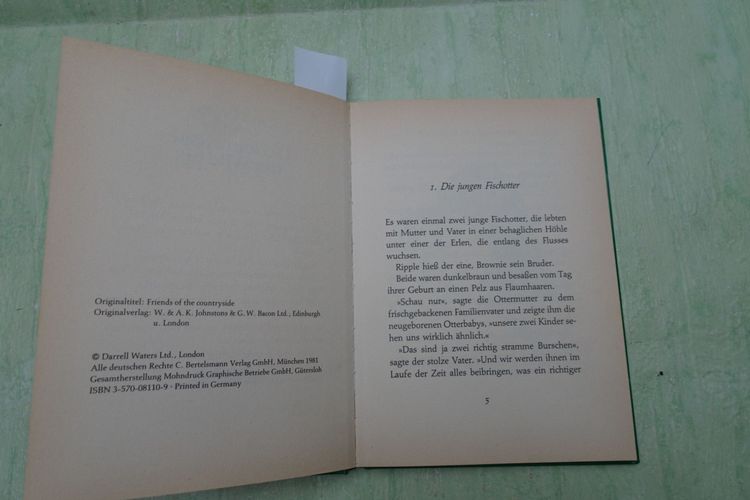 Originaltitel: Friends of the countryside
Originalverlag: W. & A. K. Johnstons & G. W. Bacon Ltd., Edinburgh
u. London
© Darrell Waters Ltd., London
Alle deutschen Rechte C. Bertelsmann Verlag GmbH, München 1981
Gesamtherstellung Mohndruck Graphische Betriebe GmbH, Gütersloh
ISBN 3-570-08110-9 · Printed in Germany
1. Die jungen Fischotter
Es waren einmal zwei junge Fischotter, die lebten
mit Mutter und Vater in einer behaglichen Höhle
unter einer der Erlen, die entlang des Flusses
wuchsen.
Ripple hieß der eine, Brownie sein Bruder.
Beide waren dunkelbraun und besaßen vom Tag
ihrer Geburt an einen Pelz aus Flaumhaaren.
»Schau nur«, sagte die Ottermutter zu dem
frischgebackenen Familienvater und zeigte ihm die
neugeborenen Otterbabys, »unsere zwei Kinder se-
hen uns wirklich ähnlich.«
»Das sind ja zwei richtig stramme Burschen«,
sagte der stolze Vater. »Und wir werden ihnen im
Laufe der Zeit alles beibringen, was ein richtiger
5